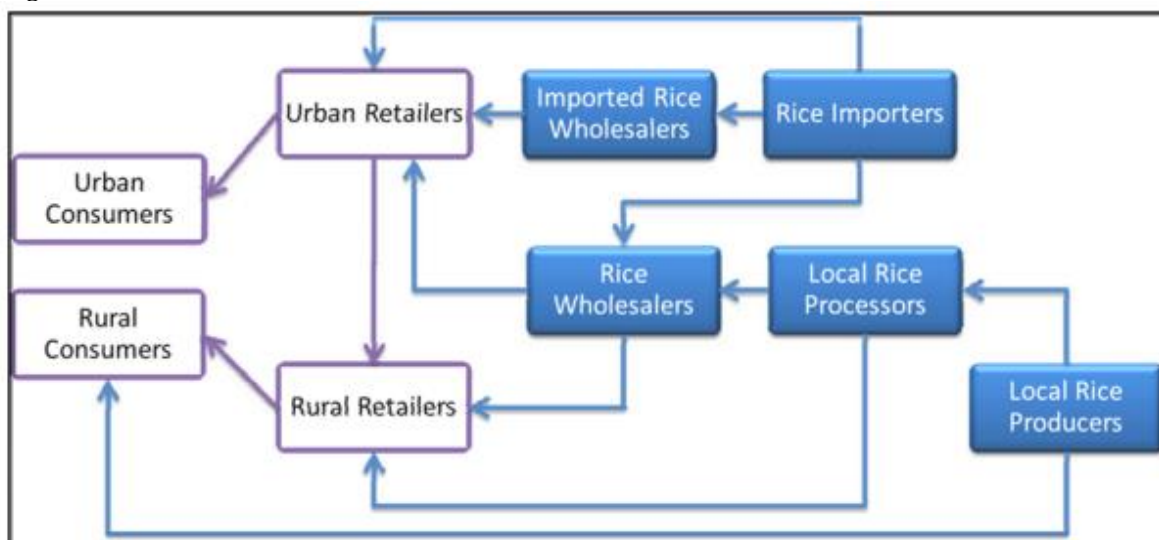 Urban Retailers
Imported Rice
Wholesalers
Rice Importers
Urban
Consumers
Rice
Wholesalers
Local Rice
Processors
Rural
Consumers
Rural Retailers
Local Rice
Producers